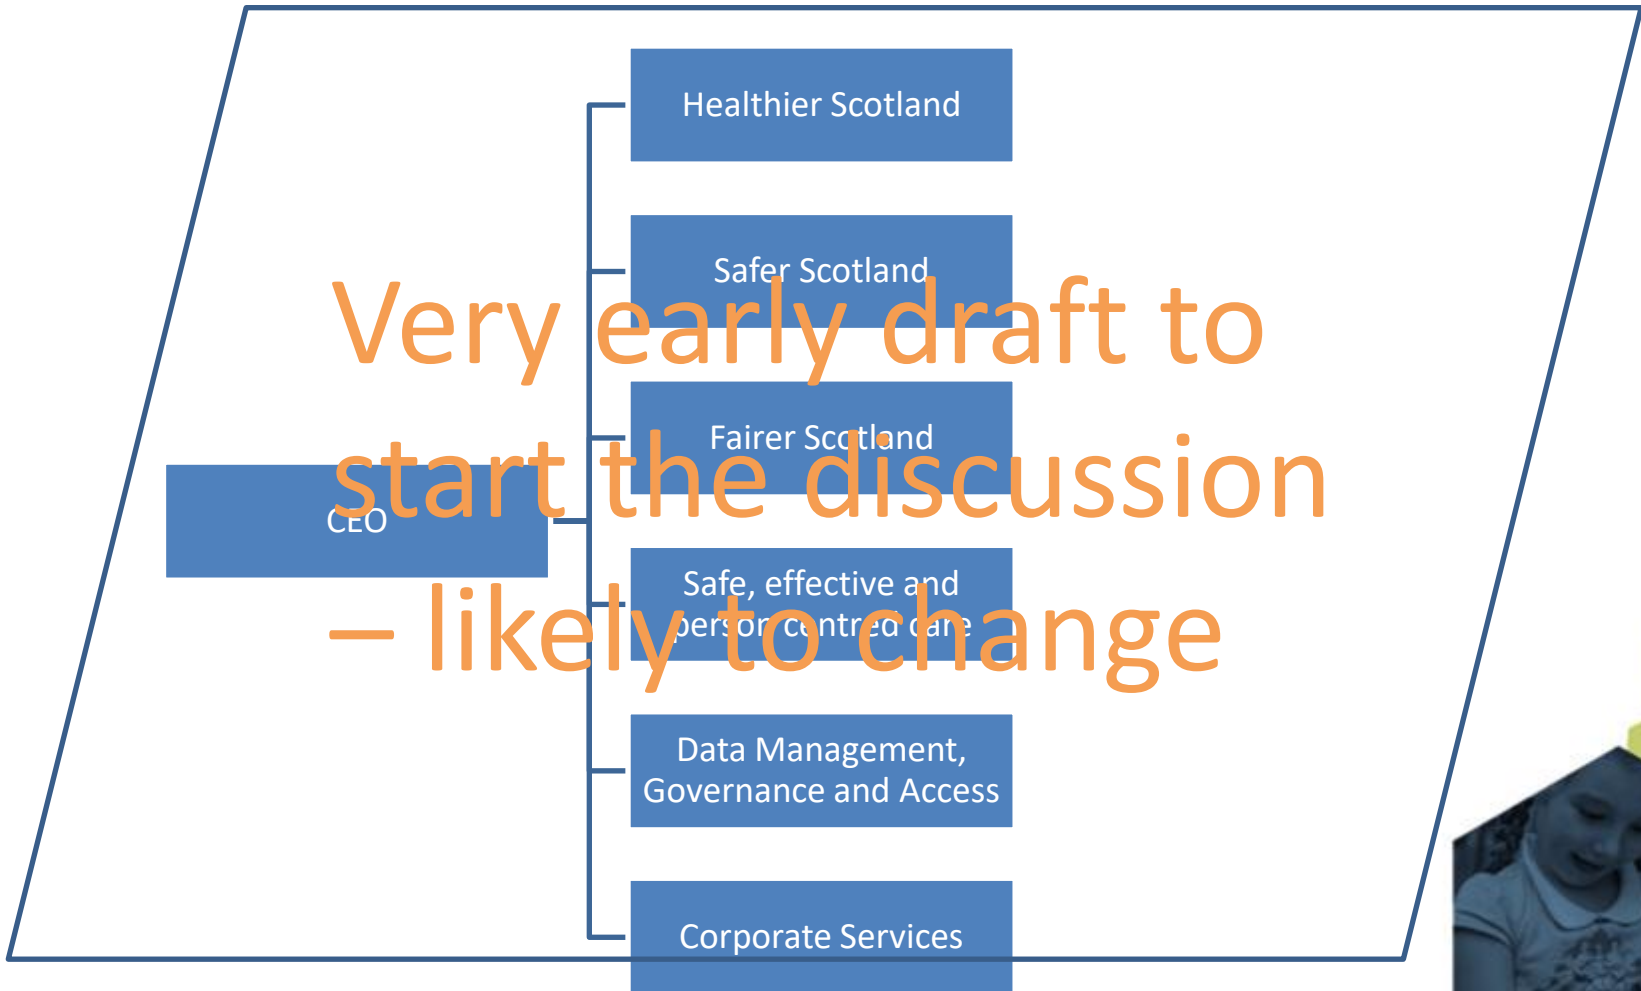 Healthier Scotland
Safer Scotland
Very early draft to
Fairer Scotland
start the discussion
CEO
Safe, effective and
person centred care
– likely to change
Data Management,
Governance and Access
Corporate Services